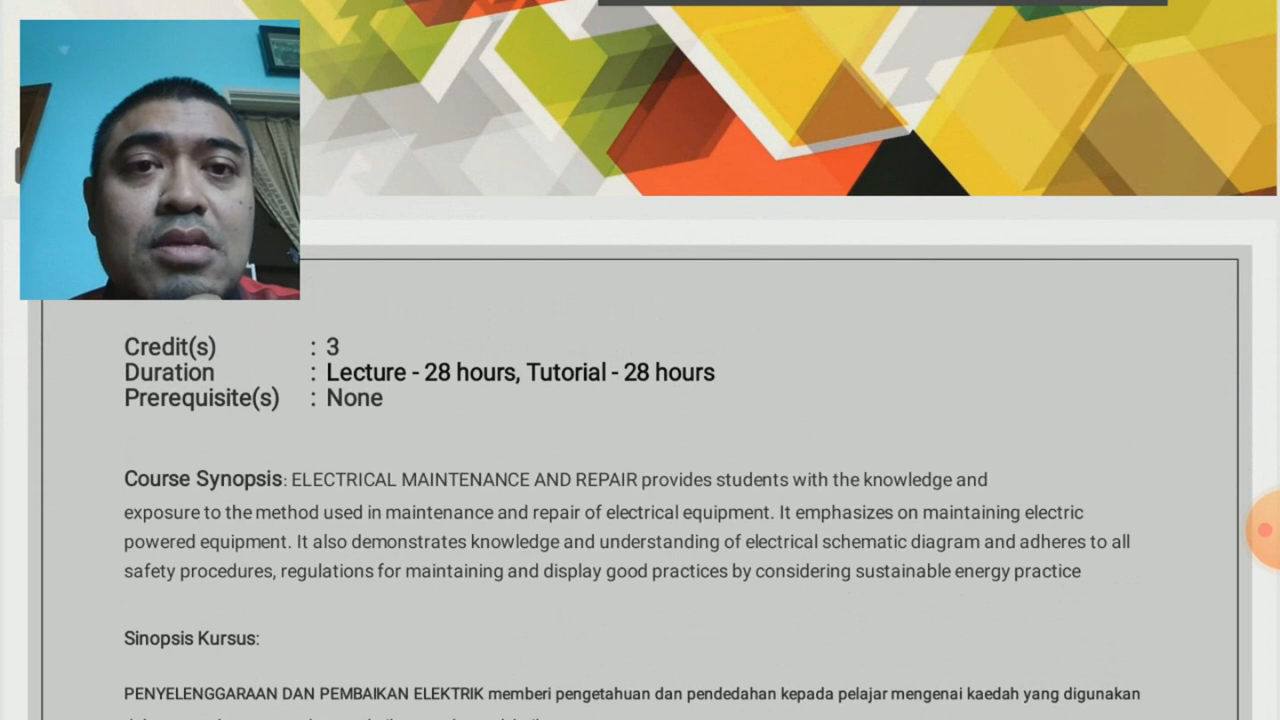 Credit(s) : 3
Duration : Lecture - 28 hours, Tutorial - 28 hours
Prerequisite(s) : None
Course Synopsis: ELECTRICAL MAINTENANCE AND REPAIR provides students with the knowledge and
exposure to the method used in maintenance and repair of electrical equipment. It emphasizes on maintaining electric
powered equipment. It also demonstrates knowledge and understanding of electrical schematic diagram and adheres to all
safety procedures, regulations for maintaining and display good practices by considering sustainable energy practice
Sinopsis Kursus:
PENYELENGGARAAN DAN PEMBAIKAN ELEKTRIK memberi pengetahuan dan pendedahan kepada pelajar mengenai kaedah yang digunakan